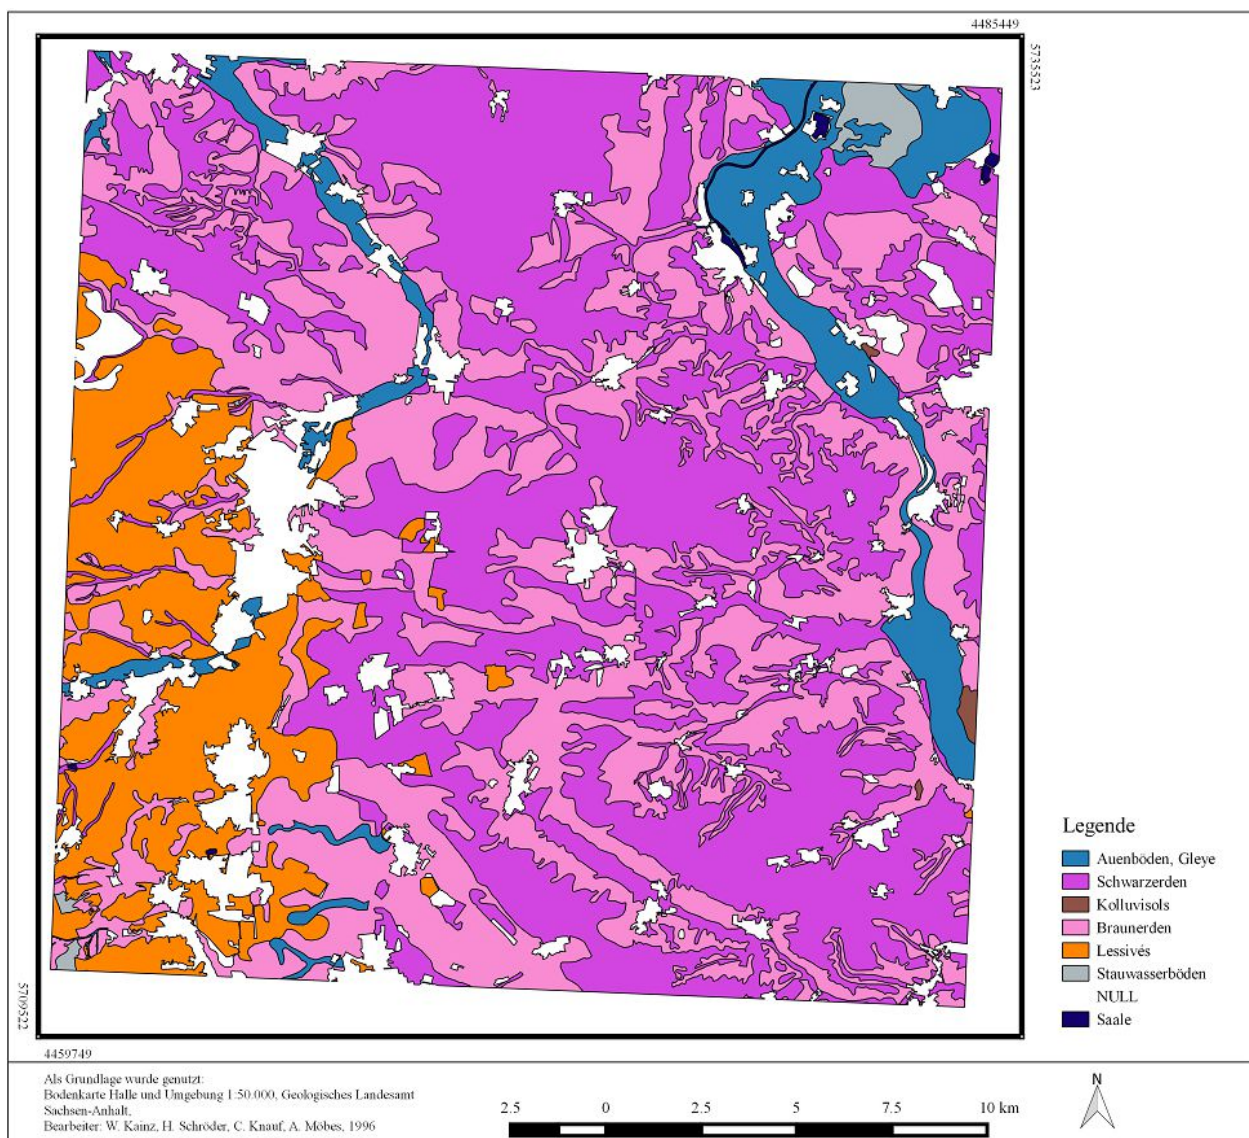 4485449
5735523
5709522
4459749
Legende
Auenböden, Gleye
Schwarzerden
Kolluvisols
Braunerden
Lessivés
Stauwasserböden
NULL
Saale
Als Grundlage wurde genutzt:
Bodenkarte Halle und Umgebung 1:50.000, Geologisches Landesamt
Sachsen-Anhalt,
Bearbeiter: W. Kainz, H. Schröder, C. Knauf, A. Möbes, 1996
2.5 0 2.5 5 7.5 10 km
N